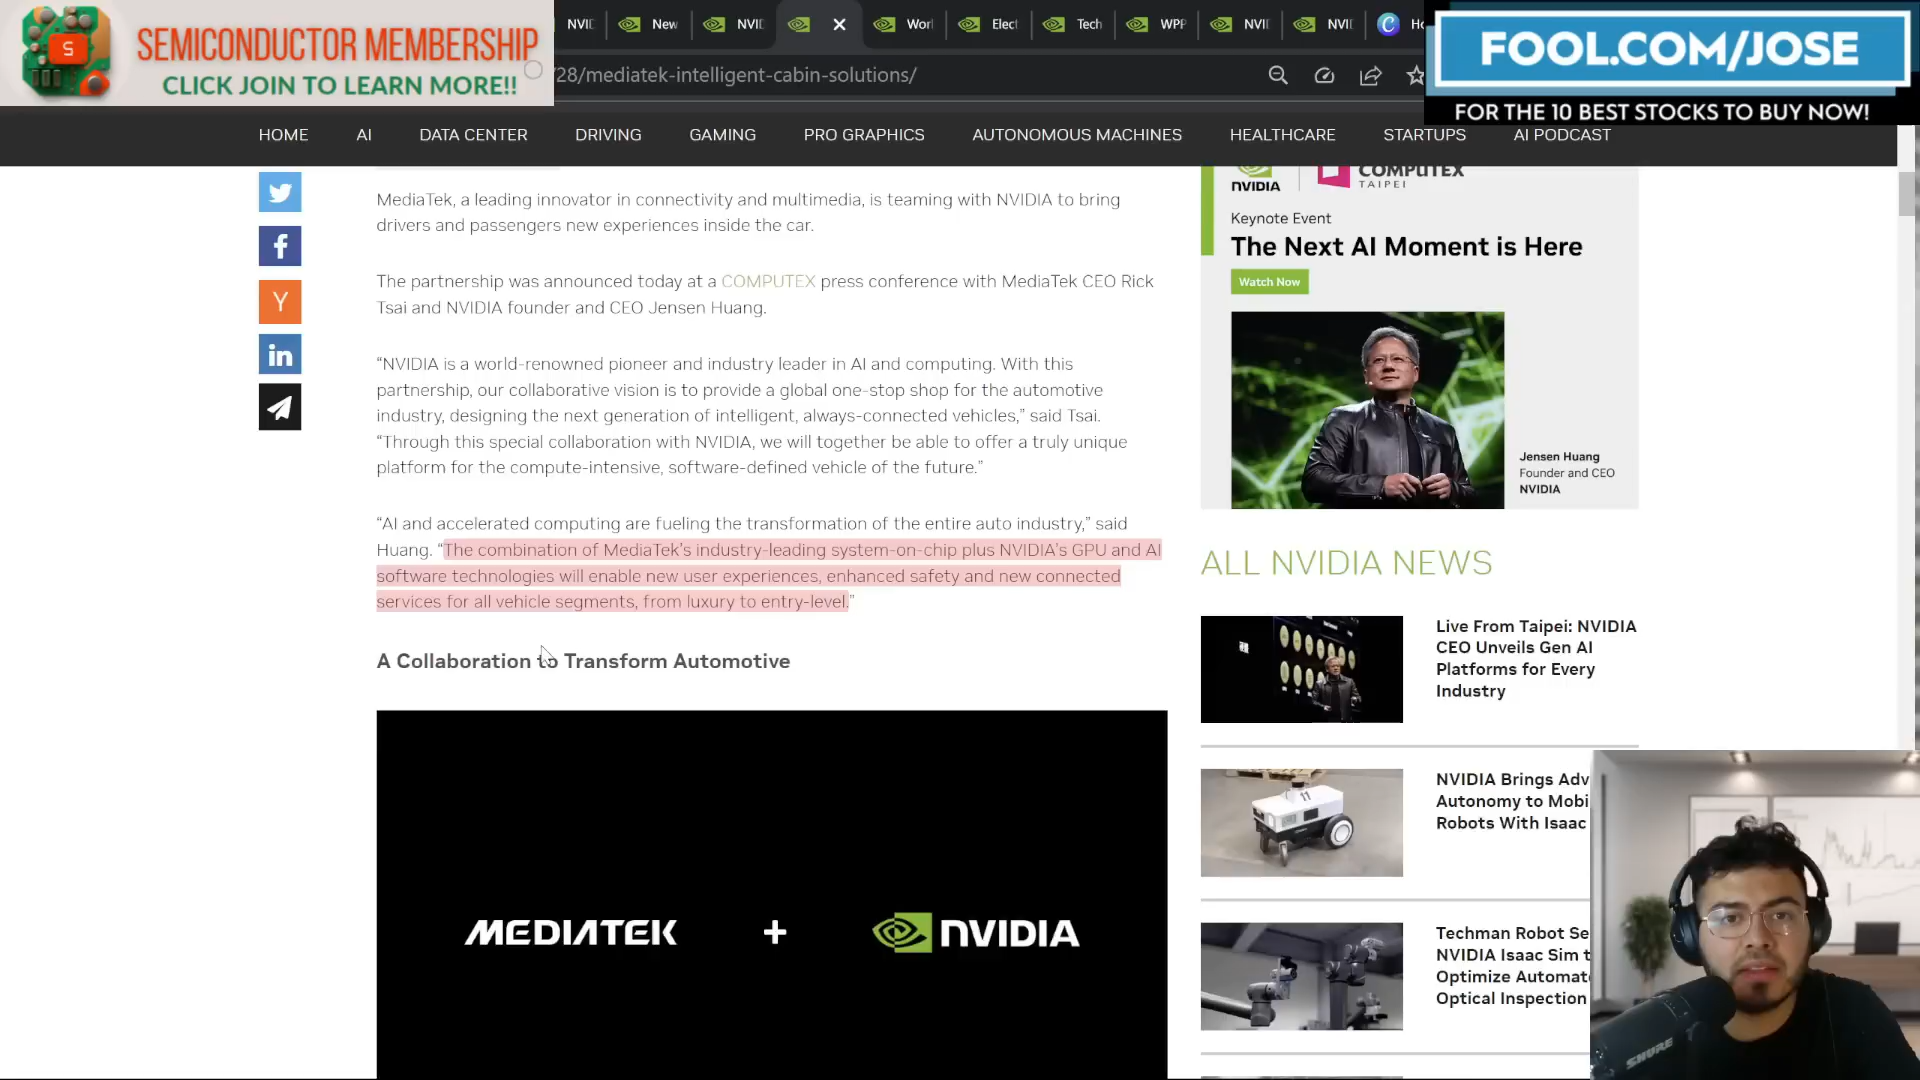 SEMICONDUCTOR MEMBERSHIP
CLICK JOIN TO LEARN MORE!!
S
NVID
New
NVID
Worl
Elect
Tech
WPP
NVI
NVI
Ho
FOOL.COM/JOSE
FOR THE 10 BEST STOCKS TO BUY NOW!
/28/mediatek-intelligent-cabin-solutions/
HOME AI DATA CENTER DRIVING GAMING PRO GRAPHICS AUTONOMOUS MACHINES HEALTHCARE STARTUPS AI PODCAST
MediaTek, a leading innovator in connectivity and multimedia, is teaming with NVIDIA to bring
drivers and passengers new experiences inside the car.
The partnership was announced today at a COMPUTEX press conference with MediaTek CEO Rick
Tsai and NVIDIA founder and CEO Jensen Huang.
“NVIDIA is a world-renowned pioneer and industry leader in AI and computing. With this
partnership, our collaborative vision is to provide a global one-stop shop for the automotive
industry, designing the next generation of intelligent, always-connected vehicles,” said Tsai.
“Through this special collaboration with NVIDIA, we will together be able to offer a truly unique
platform for the compute-intensive, software-defined vehicle of the future.”
“AI and accelerated computing are fueling the transformation of the entire auto industry,” said
Huang. “The combination of MediaTek’s industry-leading system-on-chip plus NVIDIA’s GPU and AI
software technologies will enable new user experiences, enhanced safety and new connected
services for all vehicle segments, from luxury to entry-level.”
A Collaboration to Transform Automotive
MEDIATEK + NVIDIA
NVIDIA
COMPUTEX
TAIPEI
Keynote Event
The Next AI Moment is Here
Watch Now
Jensen Huang
Founder and CEO
NVIDIA
ALL NVIDIA NEWS
Live From Taipei: NVIDIA
CEO Unveils Gen AI
Platforms for Every
Industry
11
NVIDIA Brings Adv
Autonomy to Mobi
Robots With Isaac
Techman Robot Se
NVIDIA Isaac Sim t
Optimize Automat
Optical Inspection
SHURE